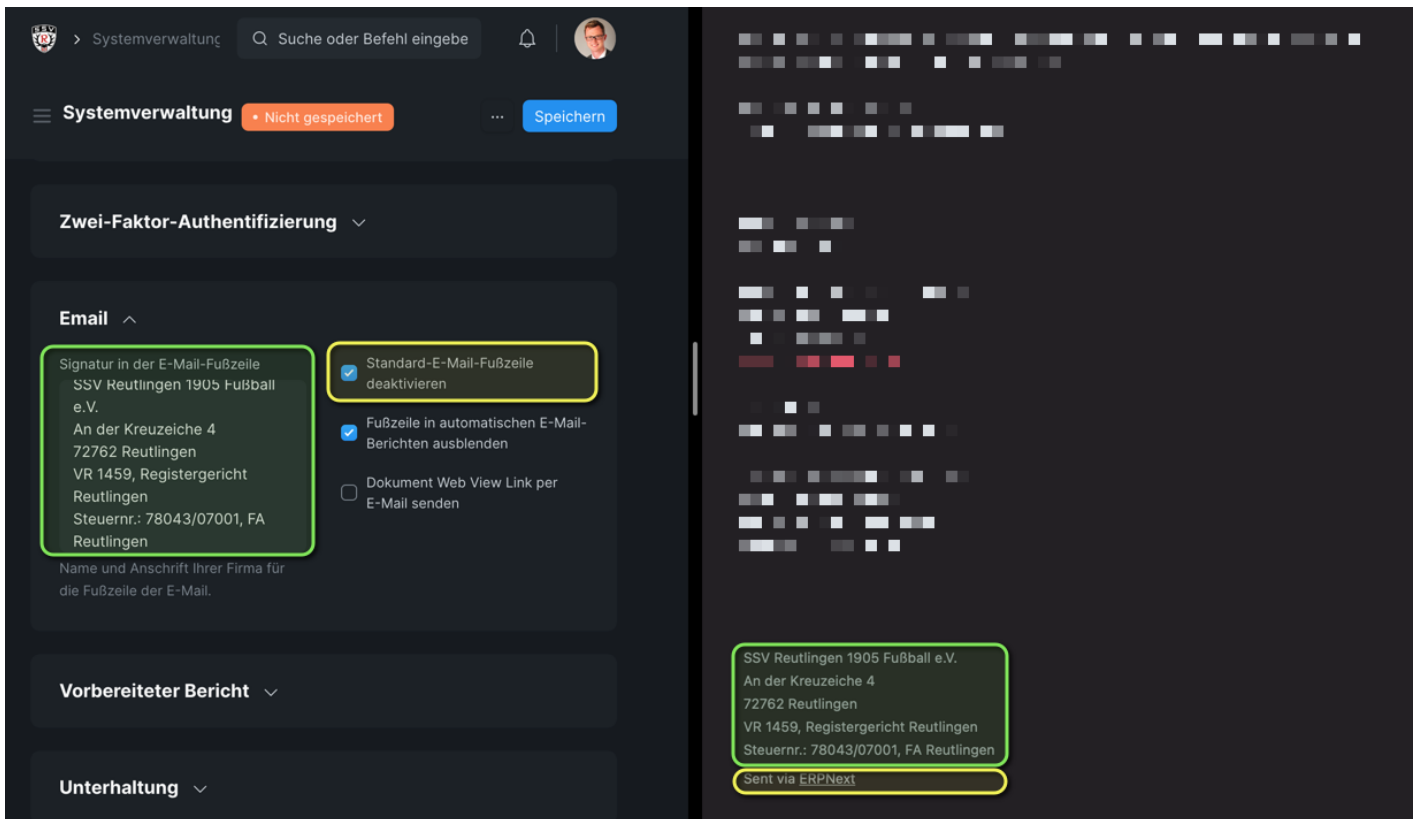 SSV
R
> Systemverwaltung
Suche oder Befehl eingebe
Systemverwaltung
• Nicht gespeichert
...
Speichern
Zwei-Faktor-Authentifizierung
Email
Signatur in der E-Mail-Fußzeile
SSV Reutlingen 1905 Fußball
e.V.
An der Kreuzeiche 4
72762 Reutlingen
VR 1459, Registergericht
Reutlingen
Steuernr.: 78043/07001, FA
Reutlingen
Name und Anschrift Ihrer Firma für
die Fußzeile der E-Mail.
Standard-E-Mail-Fußzeile
deaktivieren
Fußzeile in automatischen E-Mail-
Berichten ausblenden
Dokument Web View Link per
E-Mail senden
Vorbereiteter Bericht
Unterhaltung
SSV Reutlingen 1905 Fußball e.V.
An der Kreuzeiche 4
72762 Reutlingen
VR 1459, Registergericht Reutlingen
Steuernr.: 78043/07001, FA Reutlingen
Sent via ERPNext